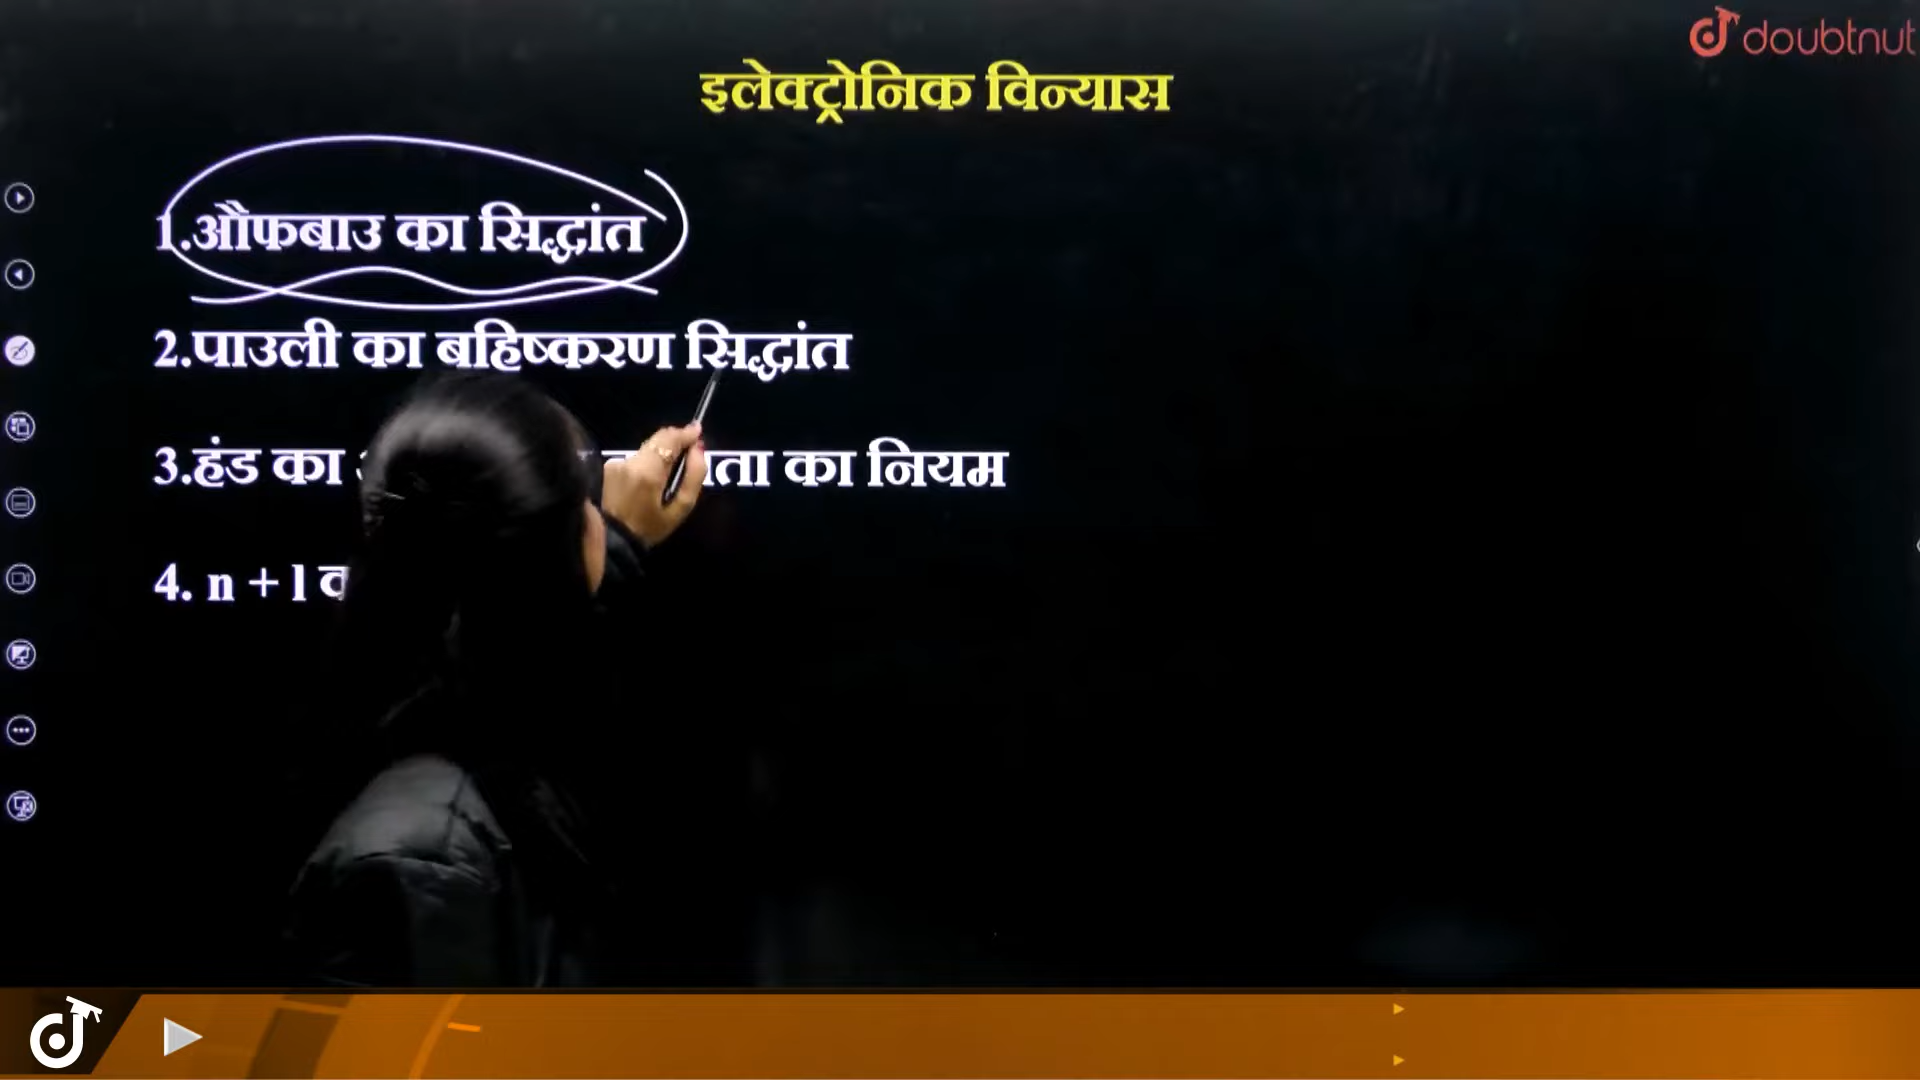 doubtnut
इलेक्ट्रोनिक विन्यास
1.औफबाउ का सिद्धांत
2.पाउली का बहिष्करण सिद्धांत
3.हंड का का नियम
4. n + l